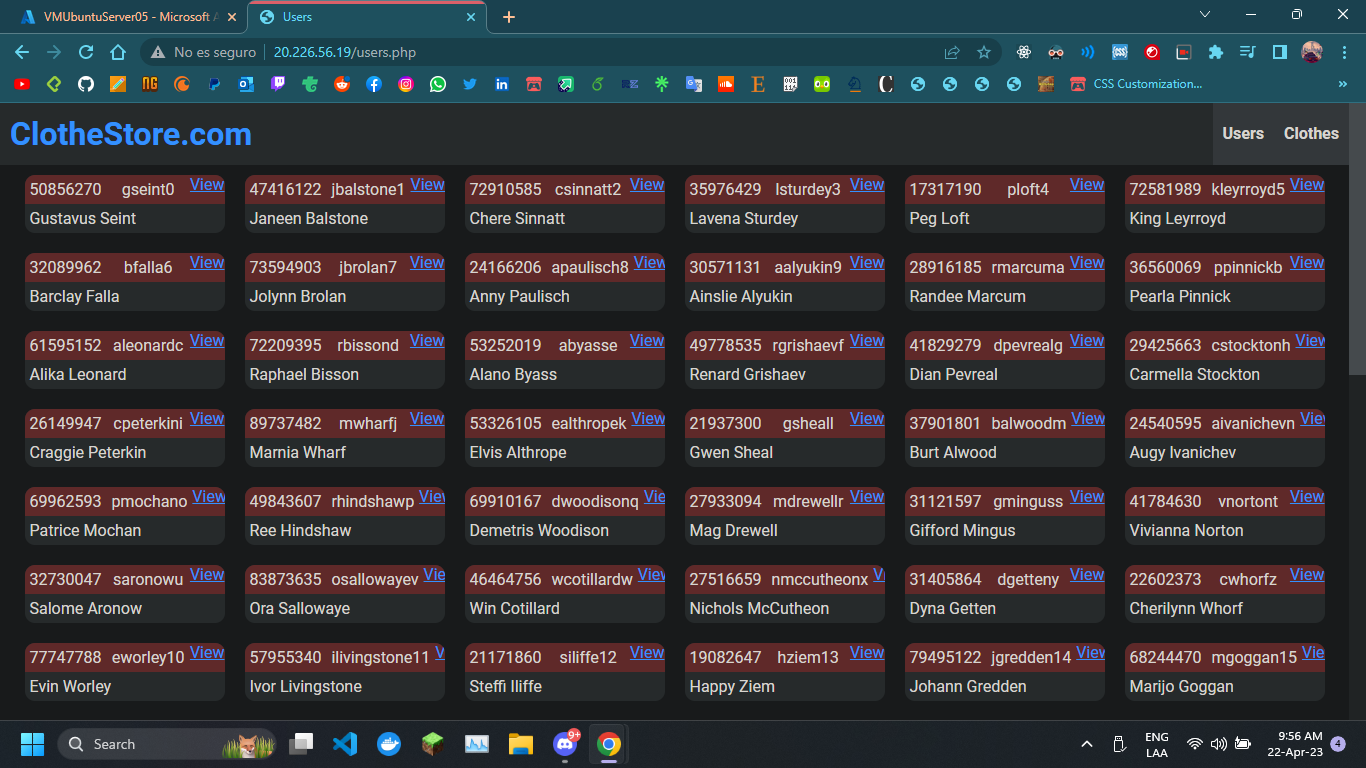 VMUbuntuServer05 - Microsoft A
Users
No es seguro
20.226.56.19/users.php
CSS Customization...
ClotheStore.com
Users
Clothes
50856270 gseint0 View
Gustavus Seint
47416122 jbalstone1 View
Janeen Balstone
72910585 csinnatt2 View
Chere Sinnatt
35976429 lsturdey3 View
Lavena Sturdey
17317190 ploft4 View
Peg Loft
72581989 kleyrroyd5 View
King Leyrroyd
32089962 bfalla6 View
Barclay Falla
73594903 jbrolan7 View
Jolynn Brolan
24166206 apaulisch8 View
Anny Paulisch
30571131 aalyukin9 View
Ainslie Alyukin
28916185 rmarcuma View
Randee Marcum
36560069 ppinnickb View
Pearla Pinnick
61595152 aleonardc View
Alika Leonard
72209395 rbissond View
Raphael Bisson
53252019 abyasse View
Alano Byass
49778535 rgrishaevf View
Renard Grishaev
41829279 dpevrealg View
Dian Pevreal
29425663 cstocktonh View
Carmella Stockton
26149947 cpeterkini View
Craggie Peterkin
89737482 mwharfj View
Marnia Wharf
53326105 ealthropek View
Elvis Althrope
21937300 gsheall View
Gwen Sheal
37901801 balwoodm View
Burt Alwood
24540595 aivanichevn View
Augy Ivanichev
69962593 pmochano View
Patrice Mochan
49843607 rhindshawp View
Ree Hindshaw
69910167 dwoodisonq Vie
Demetris Woodison
27933094 mdrewellr View
Mag Drewell
31121597 gminguss View
Gifford Mingus
41784630 vnortont View
Vivianna Norton
32730047 saronowu View
Salome Aronow
83873635 osallowayev Vie
Ora Sallowaye
46464756 wcotillardw View
Win Cotillard
27516659 nmccutheonx Vi
Nichols McCutheon
31405864 dgetteny View
Dyna Getten
22602373 cwhorfz View
Cherilynn Whorf
77747788 eworley10 View
Evin Worley
57955340 ilivingstone11 V
Ivor Livingstone
21171860 siliffe12 View
Steffi Iliffe
19082647 hziem13 View
Happy Ziem
79495122 jgredden14 View
Johann Gredden
68244470 mgoggan15 Vie
Marijo Goggan
Search
9+
ENG
LAA
9:56 AM
22-Apr-23
4